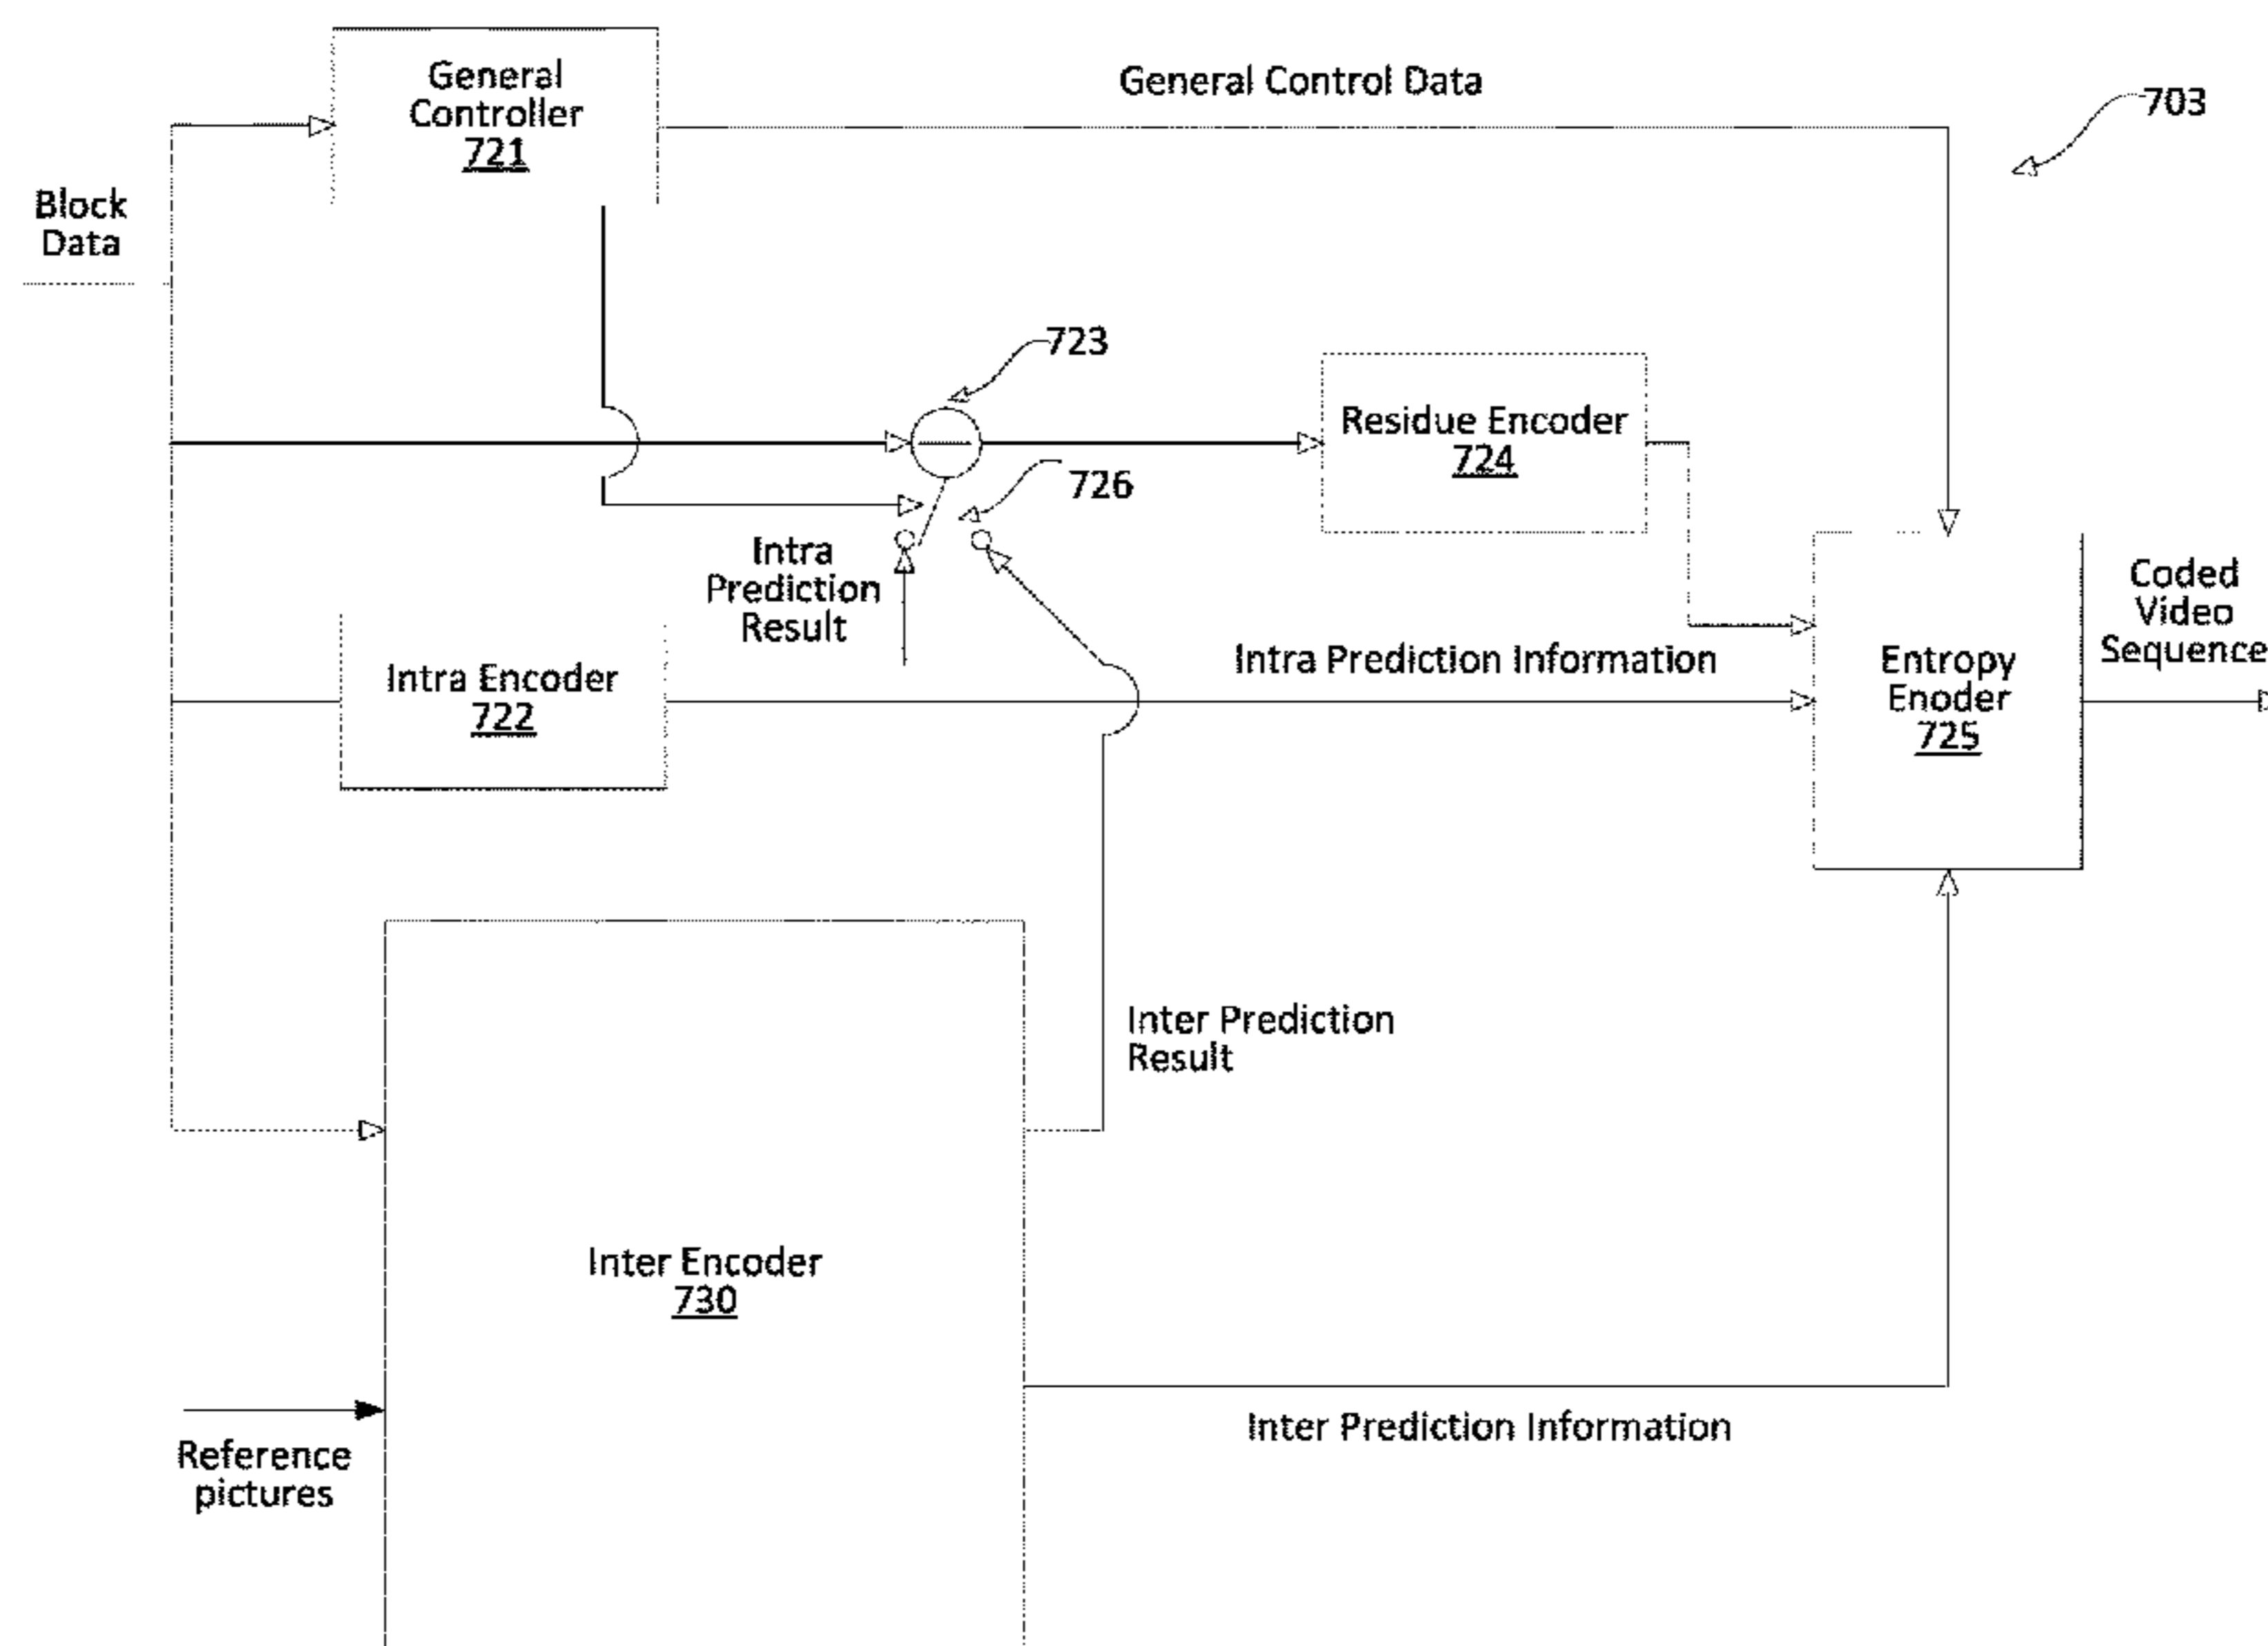 General
Controller
721
General Control Data
703
Block
Data
723
Residue Encoder
724
726
Intra
Prediction
Result
Intra Encoder
722
Intra Prediction Information
Entropy
Enoder
725
Coded
Video
Sequence
Inter Prediction
Result
Inter Encoder
730
Inter Prediction Information
Reference
pictures